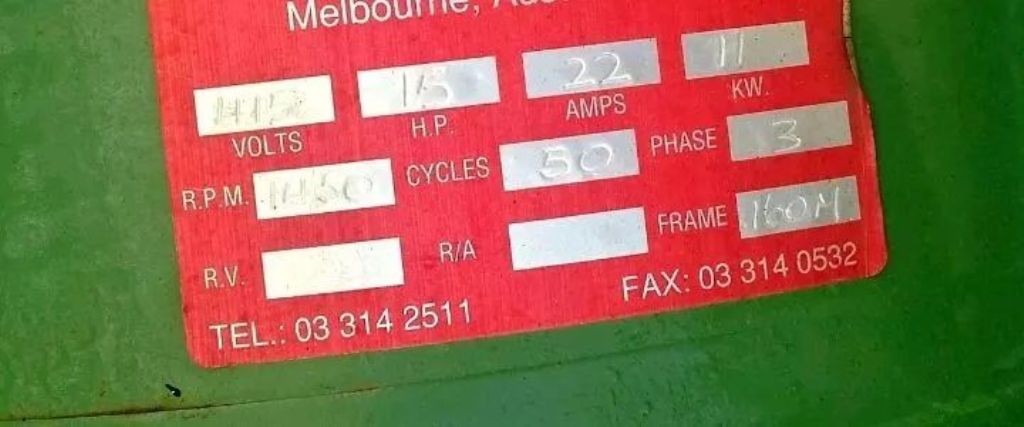 Melbourne,
415 15 22 11
VOLTS H.P. AMPS KW.
R.P.M. 1450 CYCLES 50 PHASE 3
R.V. R/A FRAME 160M
TEL.: 03 314 2511 FAX: 03 314 0532